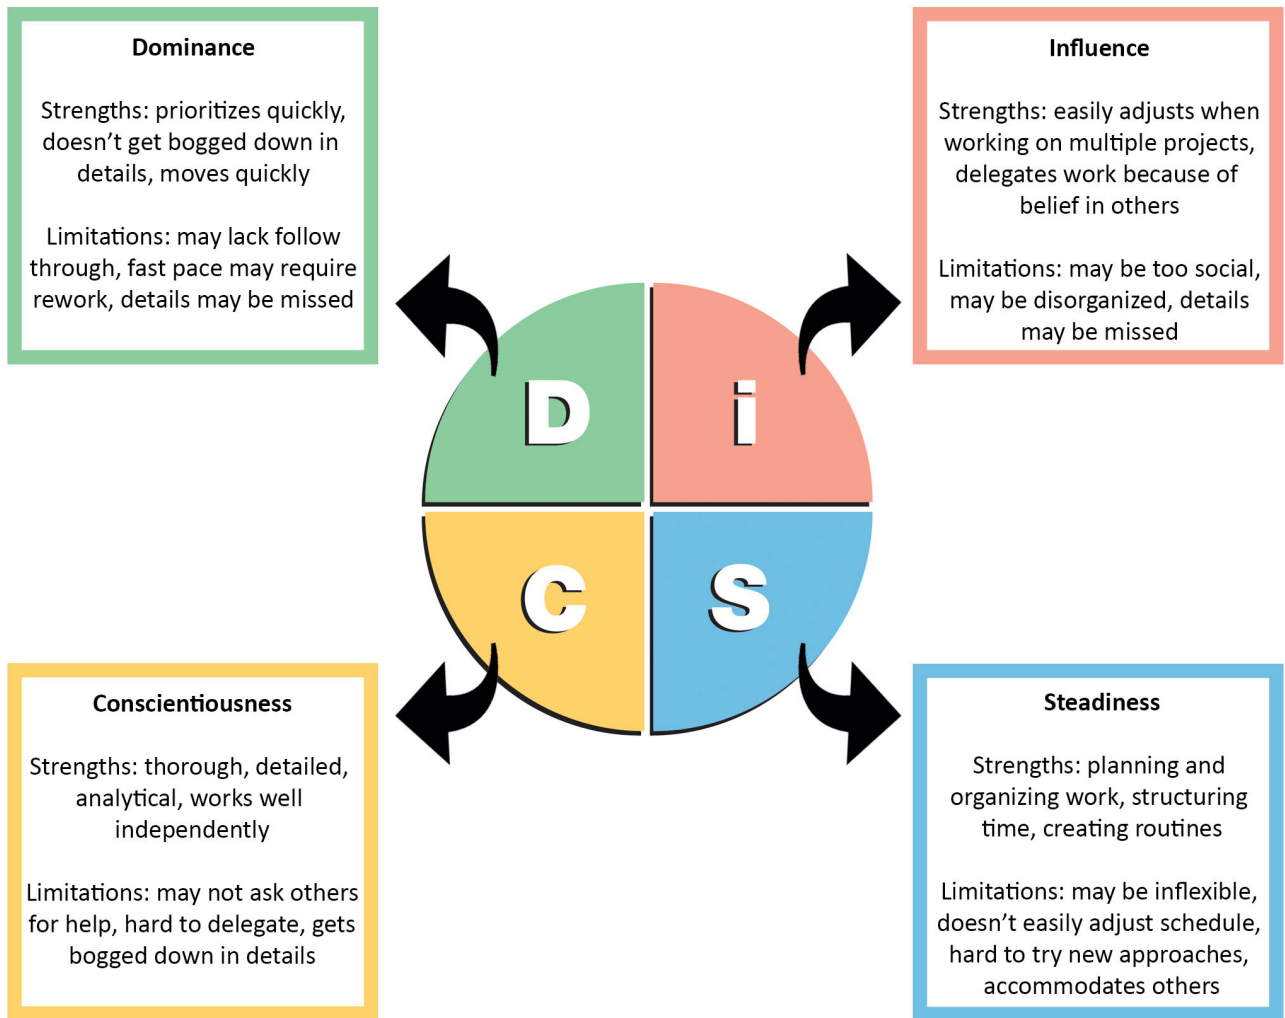 Dominance
Strengths: prioritizes quickly,
doesn’t get bogged down in
details, moves quickly
Limitations: may lack follow
through, fast pace may require
rework, details may be missed
Influence
Strengths: easily adjusts when
working on multiple projects,
delegates work because of
belief in others
Limitations: may be too social,
may be disorganized, details
may be missed
D
i
C
S
Conscientiousness
Strengths: thorough, detailed,
analytical, works well
independently
Limitations: may not ask others
for help, hard to delegate, gets
bogged down in details
Steadiness
Strengths: planning and
organizing work, structuring
time, creating routines
Limitations: may be inflexible,
doesn’t easily adjust schedule,
hard to try new approaches,
accommodates others